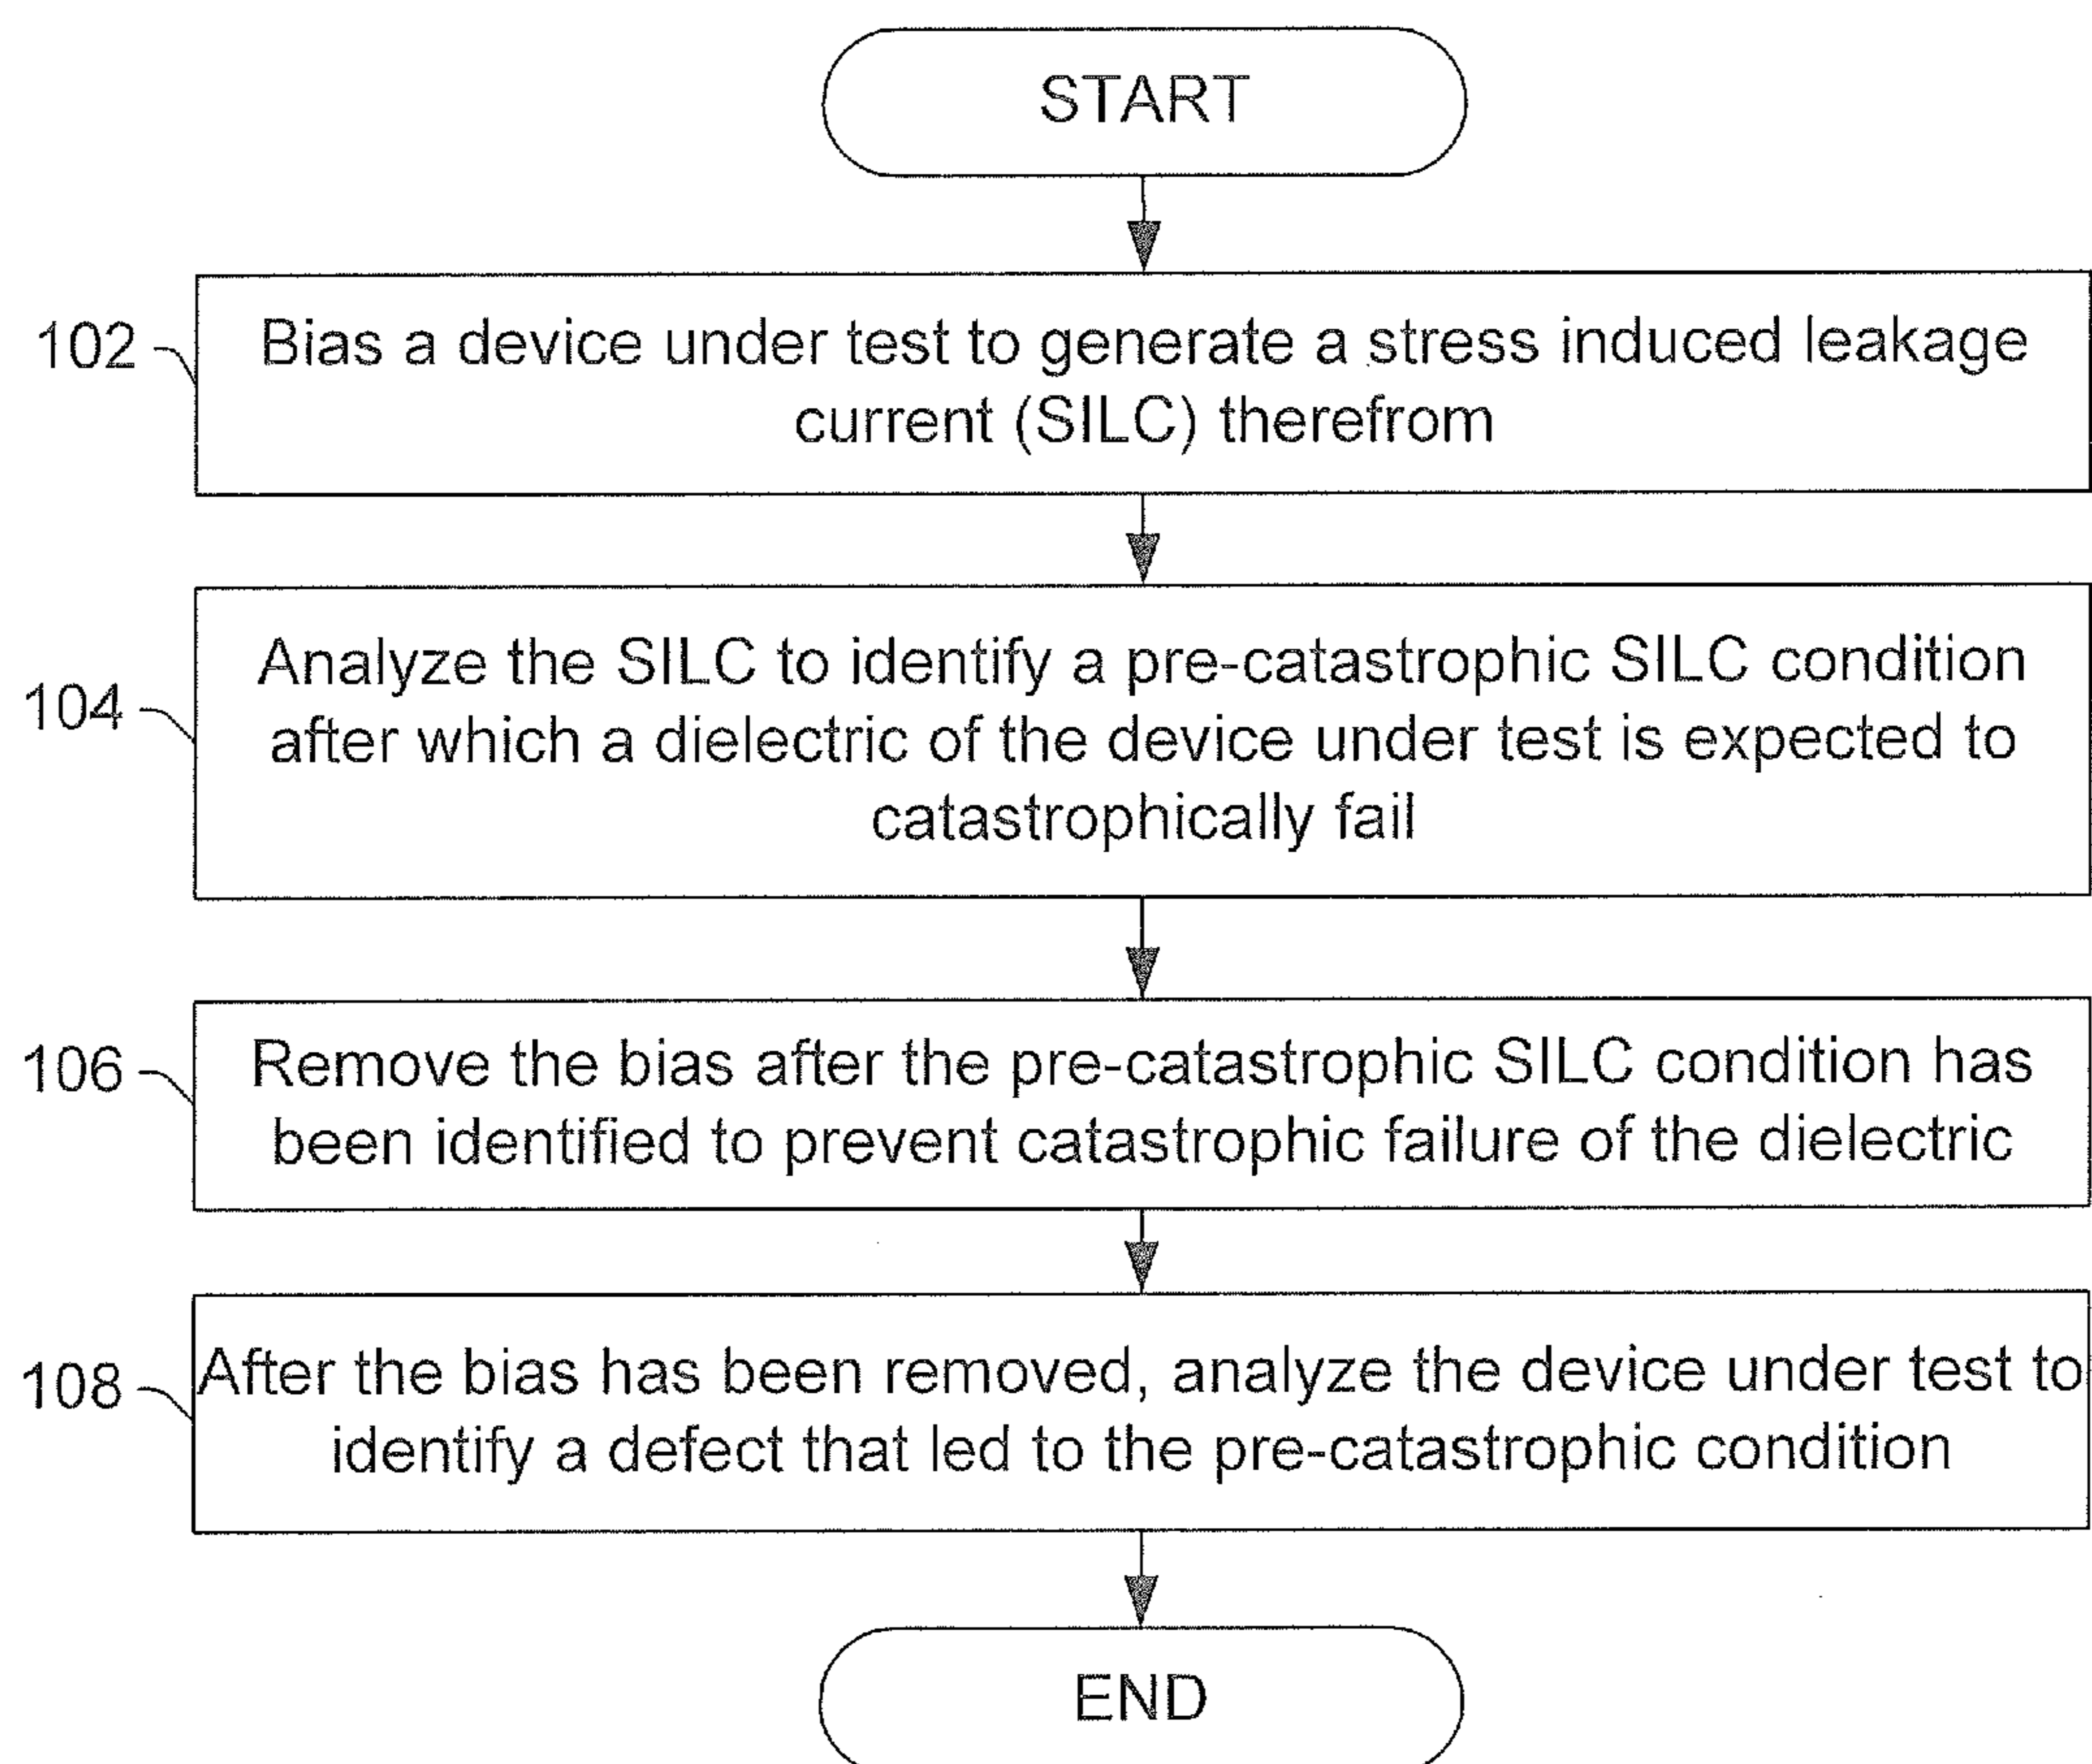 START
102
Bias a device under test to generate a stress induced leakage
current (SILC) therefrom
104
Analyze the SILC to identify a pre-catastrophic SILC condition
after which a dielectric of the device under test is expected to
catastrophically fail
106
Remove the bias after the pre-catastrophic SILC condition has
been identified to prevent catastrophic failure of the dielectric
108
After the bias has been removed, analyze the device under test to
identify a defect that led to the pre-catastrophic condition
END